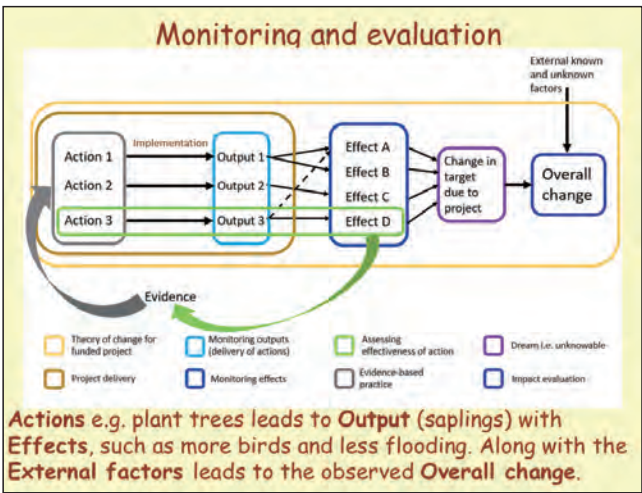 Monitoring and evaluation
External known
and unknown
factors
Implementation
Action 1
Action 2
Action 3
Output 1
Output 2
Output 3
Effect A
Effect B
Effect C
Effect D
Change in
target
due to
project
Overall
change
Evidence
Theory of change for
funded project
Monitoring outputs
(delivery of actions)
Assessing
effectiveness of action
Dream i.e. unknowable
Project delivery
Monitoring effects
Evidence-based
practice
Impact evaluation
Actions e.g. plant trees leads to Output (saplings) with
Effects, such as more birds and less flooding. Along with the
External factors leads to the observed Overall change.